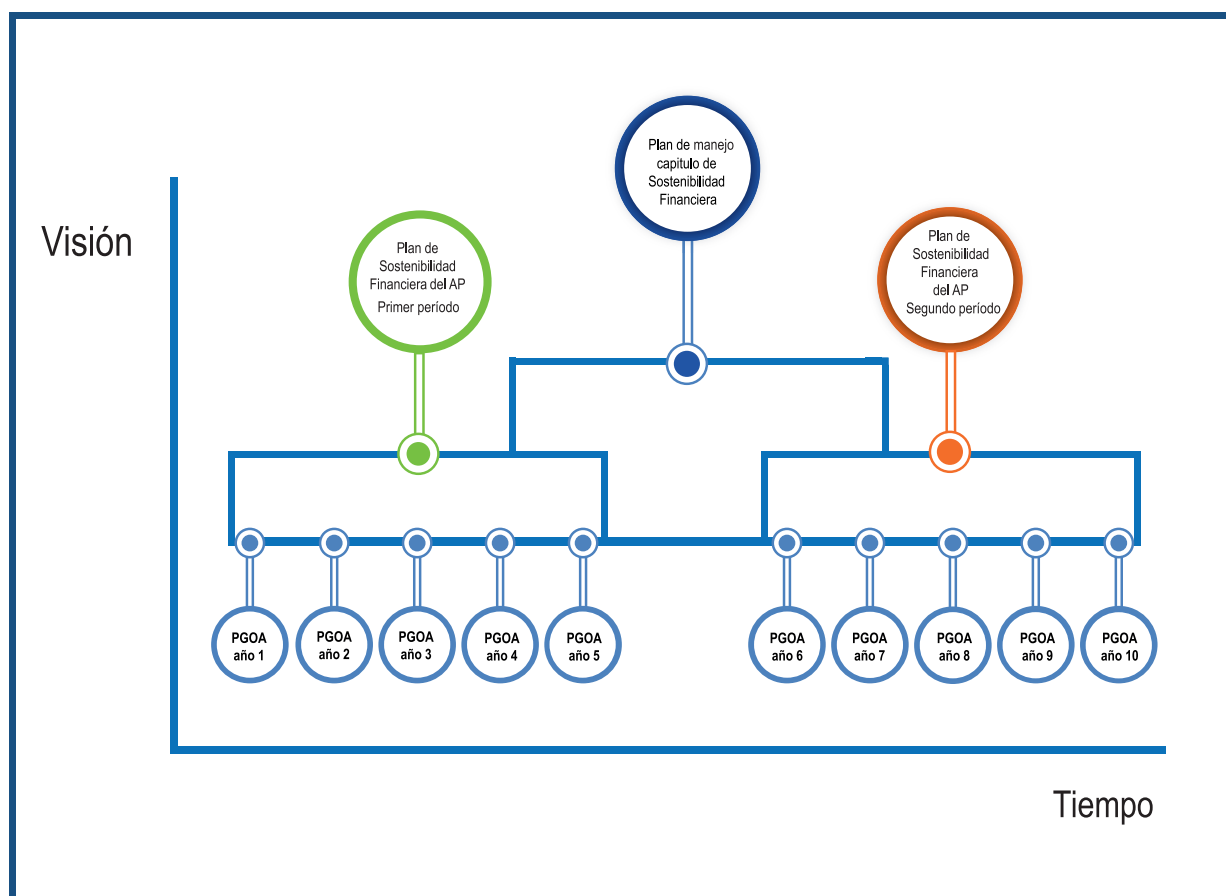 Plan de manejo
capitulo de
Sostenibilidad
Financiera
Visión
Plan de
Sostenibilidad
Financiera del AP
Primer período
Plan de
Sostenibilidad
Financiera
del AP
Segundo período
PGOA
año 1
PGOA
año 2
PGOA
año 3
PGOA
año 4
PGOA
año 5
PGOA
año 6
PGOA
año 7
PGOA
año 8
PGOA
año 9
PGOA
año 10
Tiempo